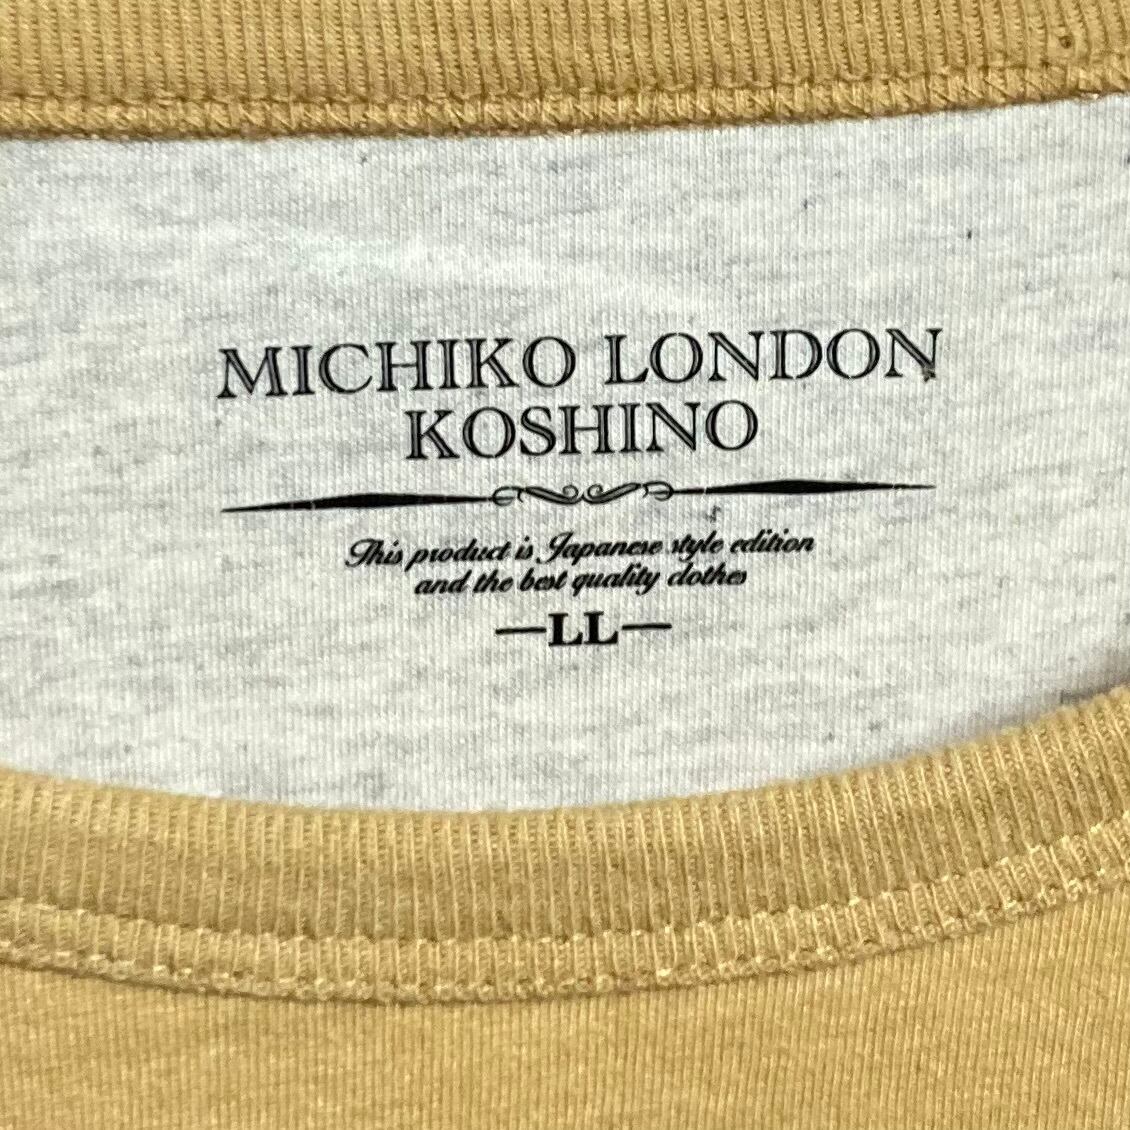 MICHIKO LONDON
KOSHINO
This product is Japanese style edition
and the best quality clothes
—LL—